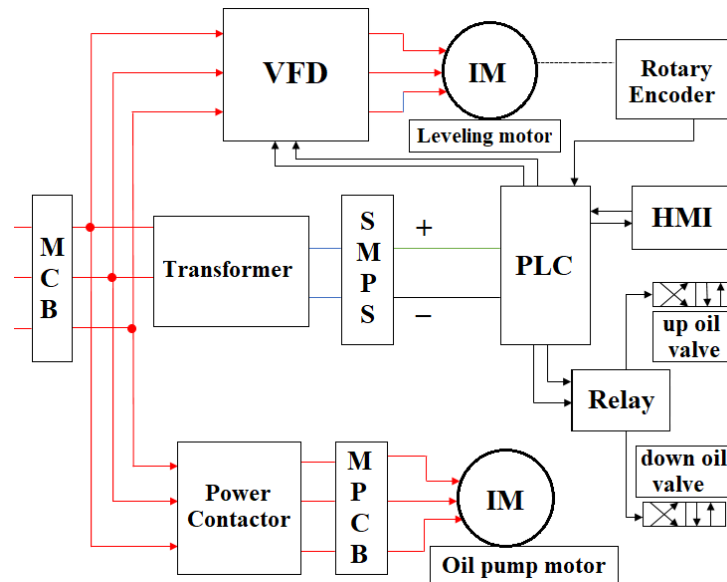 VFD
IM
Leveling motor
Rotary
Encoder
M
C
B
Transformer
S
M
P
S
+
−
PLC
HMI
up oil
valve
Relay
down oil
valve
Power
Contactor
M
P
C
B
IM
Oil pump motor